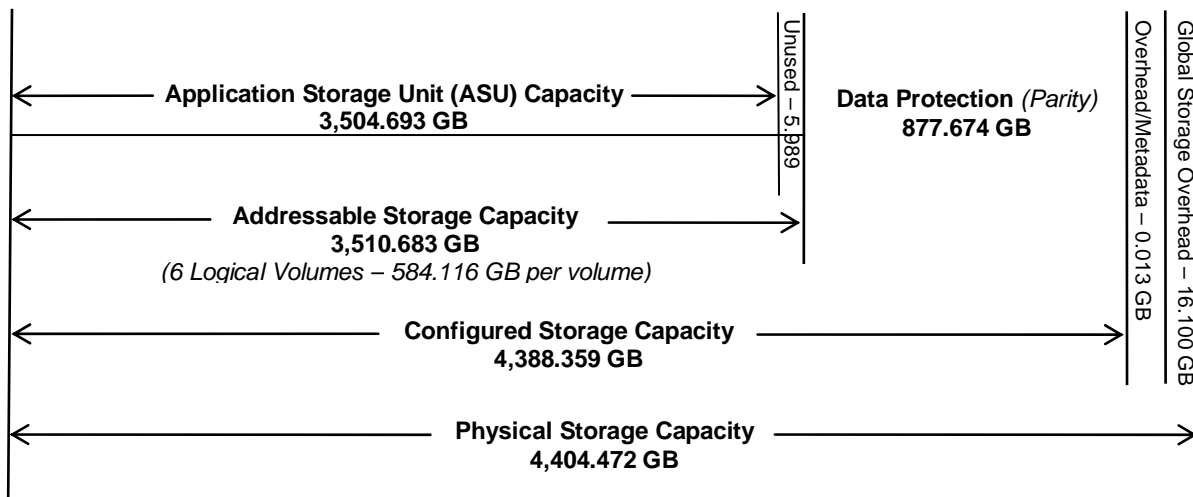 Application Storage Unit (ASU) Capacity
3,504.693 GB
Unused – 5.989
Data Protection (Parity)
877.674 GB
Overhead/Metadata – 0.013 GB
Global Storage Overhead – 16.100 GB
Addressable Storage Capacity
3,510.683 GB
(6 Logical Volumes – 584.116 GB per volume)
Configured Storage Capacity
4,388.359 GB
Physical Storage Capacity
4,404.472 GB